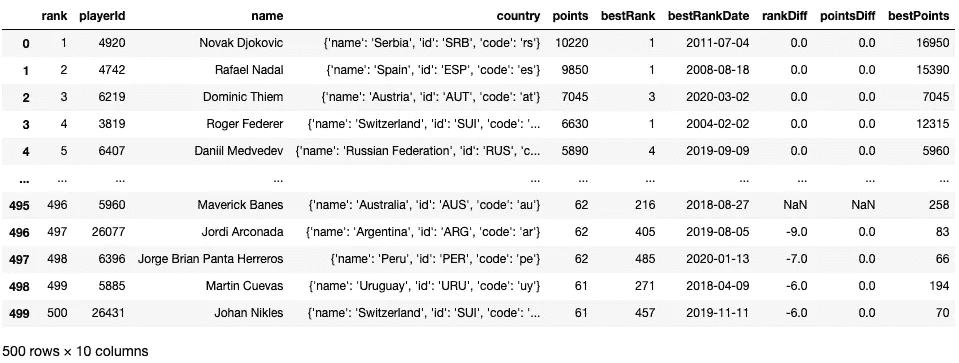 rank playerId name country points bestRank bestRankDate rankDiff pointsDiff bestPoints
0 1 4920 Novak Djokovic {'name': 'Serbia', 'id': 'SRB', 'code': 'rs'} 10220 1 2011-07-04 0.0 0.0 16950
1 2 4742 Rafael Nadal {'name': 'Spain', 'id': 'ESP', 'code': 'es'} 9850 1 2008-08-18 0.0 0.0 15390
2 3 6219 Dominic Thiem {'name': 'Austria', 'id': 'AUT', 'code': 'at'} 7045 3 2020-03-02 0.0 0.0 7045
3 4 3819 Roger Federer {'name': 'Switzerland', 'id': 'SUI', 'code': '... 6630 1 2004-02-02 0.0 0.0 12315
4 5 6407 Daniil Medvedev {'name': 'Russian Federation', 'id': 'RUS', 'c... 5890 4 2019-09-09 0.0 0.0 5960
... ... ... ... ... ... ... ... ... ... ...
495 496 5960 Maverick Banes {'name': 'Australia', 'id': 'AUS', 'code': 'au'} 62 216 2018-08-27 NaN NaN 258
496 497 26077 Jordi Arconada {'name': 'Argentina', 'id': 'ARG', 'code': 'ar'} 62 405 2019-08-05 -9.0 0.0 83
497 498 6396 Jorge Brian Panta Herreros {'name': 'Peru', 'id': 'PER', 'code': 'pe'} 62 485 2020-01-13 -7.0 0.0 66
498 499 5885 Martin Cuevas {'name': 'Uruguay', 'id': 'URU', 'code': 'uy'} 61 271 2018-04-09 -6.0 0.0 194
499 500 26431 Johan Nikles {'name': 'Switzerland', 'id': 'SUI', 'code': '... 61 457 2019-11-11 -6.0 0.0 70
500 rows × 10 columns